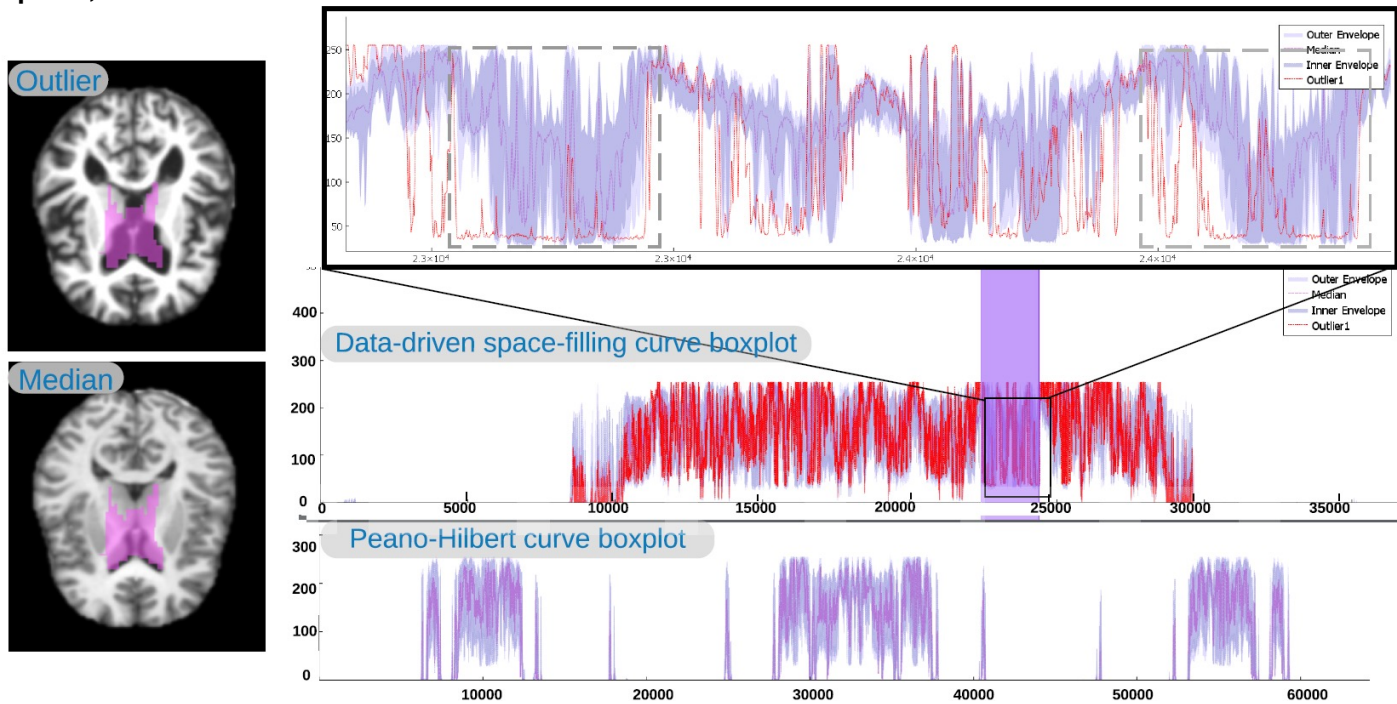 Outlier
Median
Outer Envelope
Median
Inner Envelope
Outlier1
250
200
150
100
50
2.3×10⁴
2.3×10⁴
2.4×10⁴
2.4×10⁴
Outer Envelope
Median
Inner Envelope
Outlier1
Data-driven space-filling curve boxplot
400
300
200
100
0
0
5000
10000
15000
20000
25000
30000
35000
Peano-Hilbert curve boxplot
300
200
100
0
10000
20000
30000
40000
50000
60000